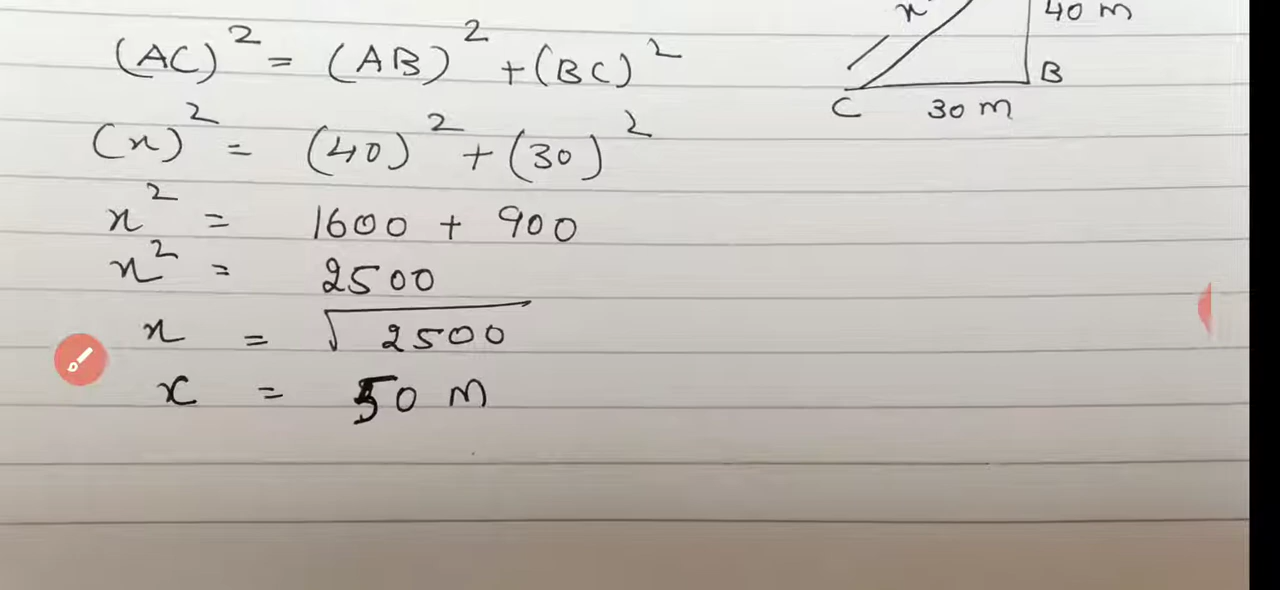 (AC)² = (AB)² + (BC)²
(x)² = (40)² + (30)²
x² = 1600 + 900
x² = 2500
x = √2500
x = 50 m
x
40 m
B
C
30 m